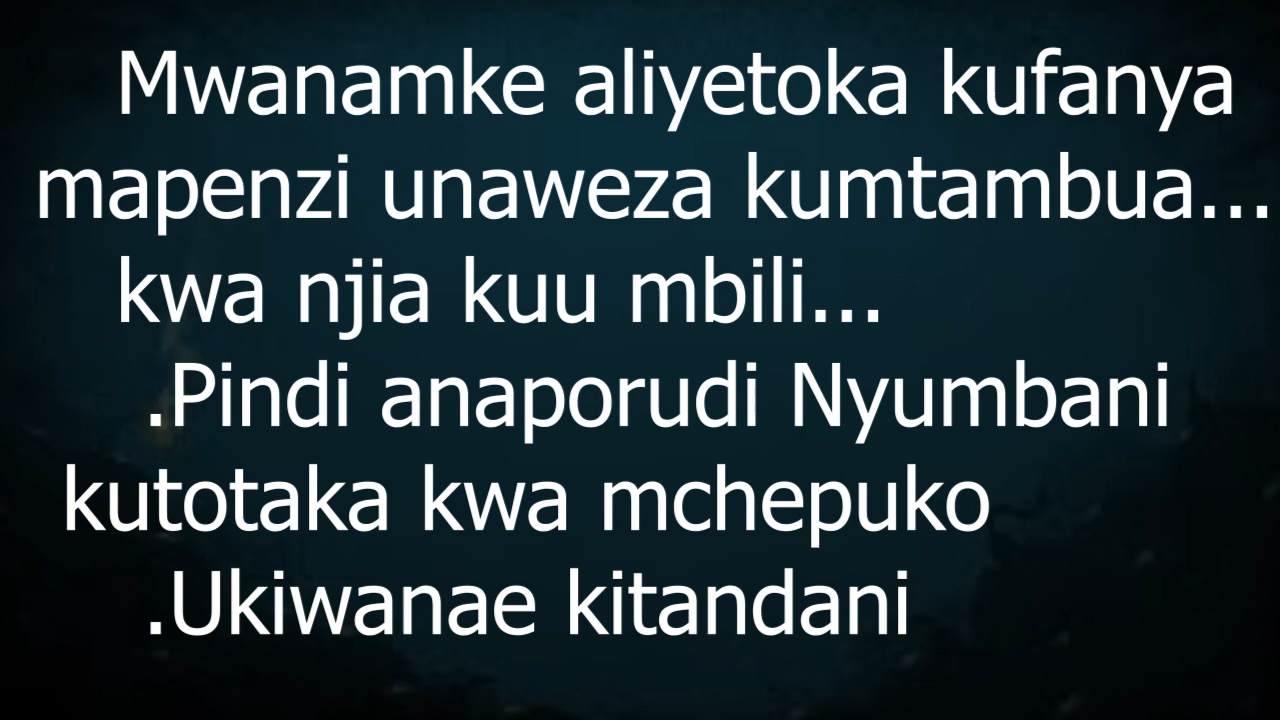 Mwanamke aliyetoka kufanya
mapenzi unaweza kumtambua...
kwa njia kuu mbili...
.Pindi anaporudi Nyumbani
kutotaka kwa mchepuko
.Ukiwanae kitandani